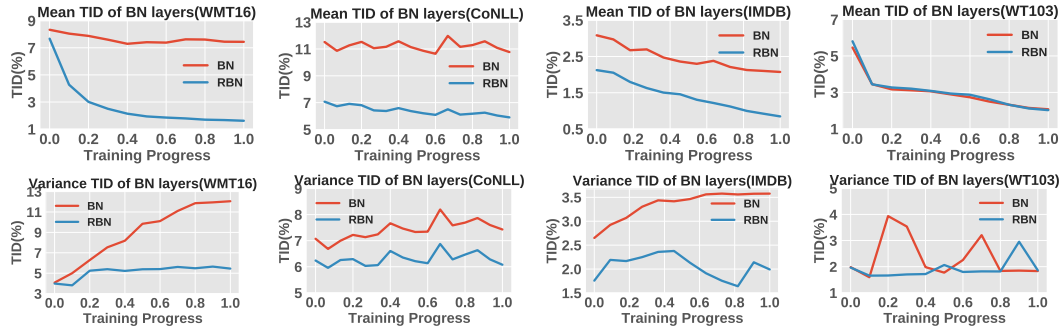 Mean TID of BN layers(WMT16)
TID(%)
9
7
5
3
1
BN
RBN
0.0 0.2 0.4 0.6 0.8 1.0
Training Progress
Mean TID of BN layers(CoNLL)
TID(%)
13
11
9
7
5
BN
RBN
0.0 0.2 0.4 0.6 0.8 1.0
Training Progress
Mean TID of BN layers(IMDB)
TID(%)
3.5
2.5
1.5
0.5
BN
RBN
0.0 0.2 0.4 0.6 0.8 1.0
Training Progress
Mean TID of BN layers(WT103)
TID(%)
7
5
3
1
BN
RBN
0.0 0.2 0.4 0.6 0.8 1.0
Training Progress
Variance TID of BN layers(WMT16)
TID(%)
13
11
9
7
5
3
BN
RBN
0.0 0.2 0.4 0.6 0.8 1.0
Training Progress
Variance TID of BN layers(CoNLL)
TID(%)
9
8
7
6
5
BN
RBN
0.0 0.2 0.4 0.6 0.8 1.0
Training Progress
Variance TID of BN layers(IMDB)
TID(%)
3.5
3.0
2.5
2.0
1.5
BN
RBN
0.0 0.2 0.4 0.6 0.8 1.0
Training Progress
Variance TID of BN layers(WT103)
TID(%)
5
4
3
2
1
BN
RBN
0.0 0.2 0.4 0.6 0.8 1.0
Training Progress